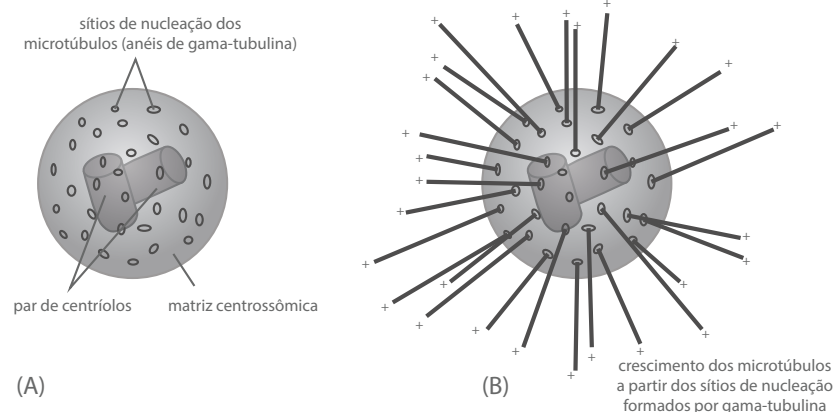 sítios de nucleação dos
microtúbulos (anéis de gama-tubulina)
par de centríolos
matriz centrossômica
(A)
+ + + + + + + + + + + + + + + + + + + + + + + + + + + +
(B)
crescimento dos microtúbulos
a partir dos sítios de nucleação
formados por gama-tubulina